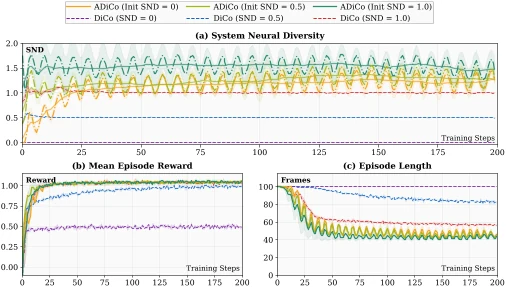 ADiCo (Init SND = 0)
ADiCo (Init SND = 0.5)
ADiCo (Init SND = 1.0)
DiCo (SND = 0)
DiCo (SND = 0.5)
DiCo (SND = 1.0)
(a) System Neural Diversity
SND
2.0
1.5
1.0
0.5
0.0
Training Steps
0 25 50 75 100 125 150 175 200
(b) Mean Episode Reward
Reward
1.00
0.75
0.50
0.25
0.00
Training Steps
0 25 50 75 100 125 150 175 200
(c) Episode Length
Frames
100
80
60
40
20
0
Training Steps
0 25 50 75 100 125 150 175 200